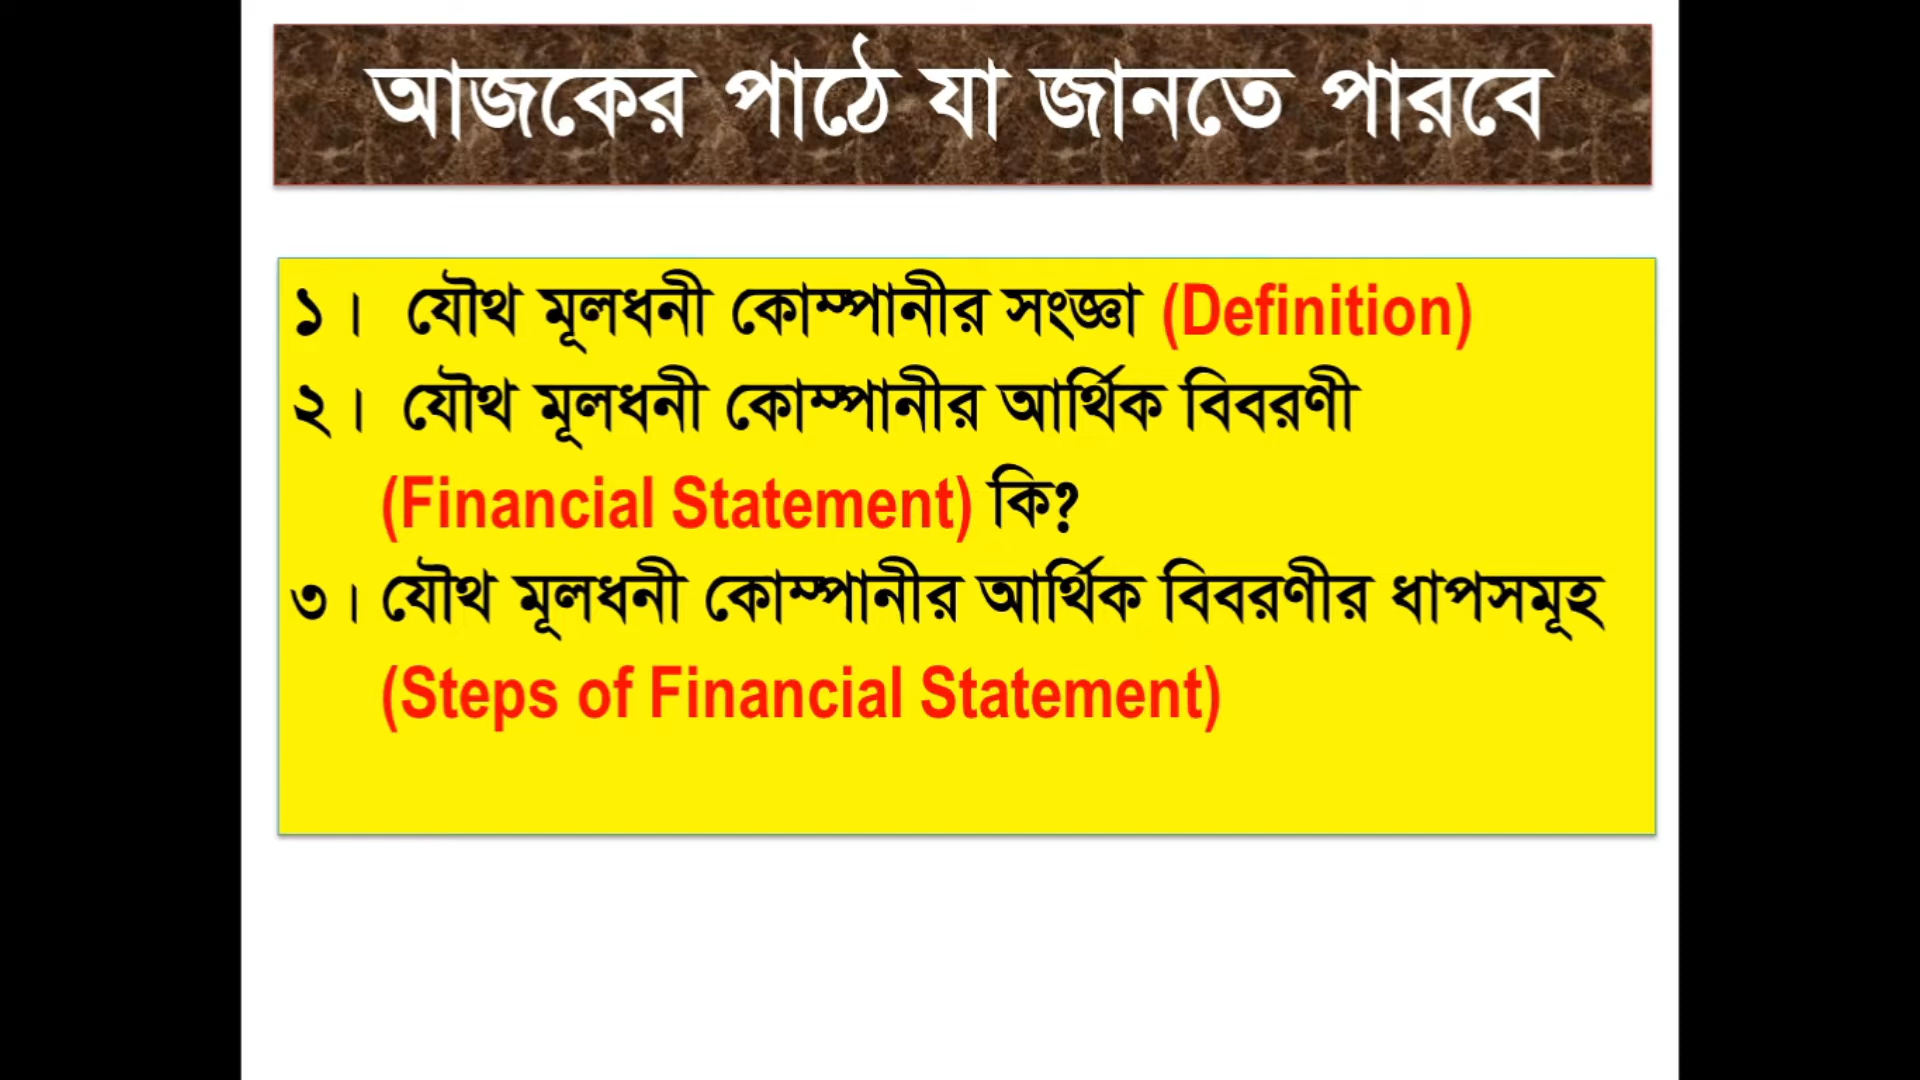 আজকের পাঠে যা জানতে পারবে
১। যৌথ মূলধনী কোম্পানীর সংজ্ঞা (Definition)
২। যৌথ মূলধনী কোম্পানীর আর্থিক বিবরণী
(Financial Statement) কি?
৩। যৌথ মূলধনী কোম্পানীর আর্থিক বিবরণীর ধাপসমূহ
(Steps of Financial Statement)